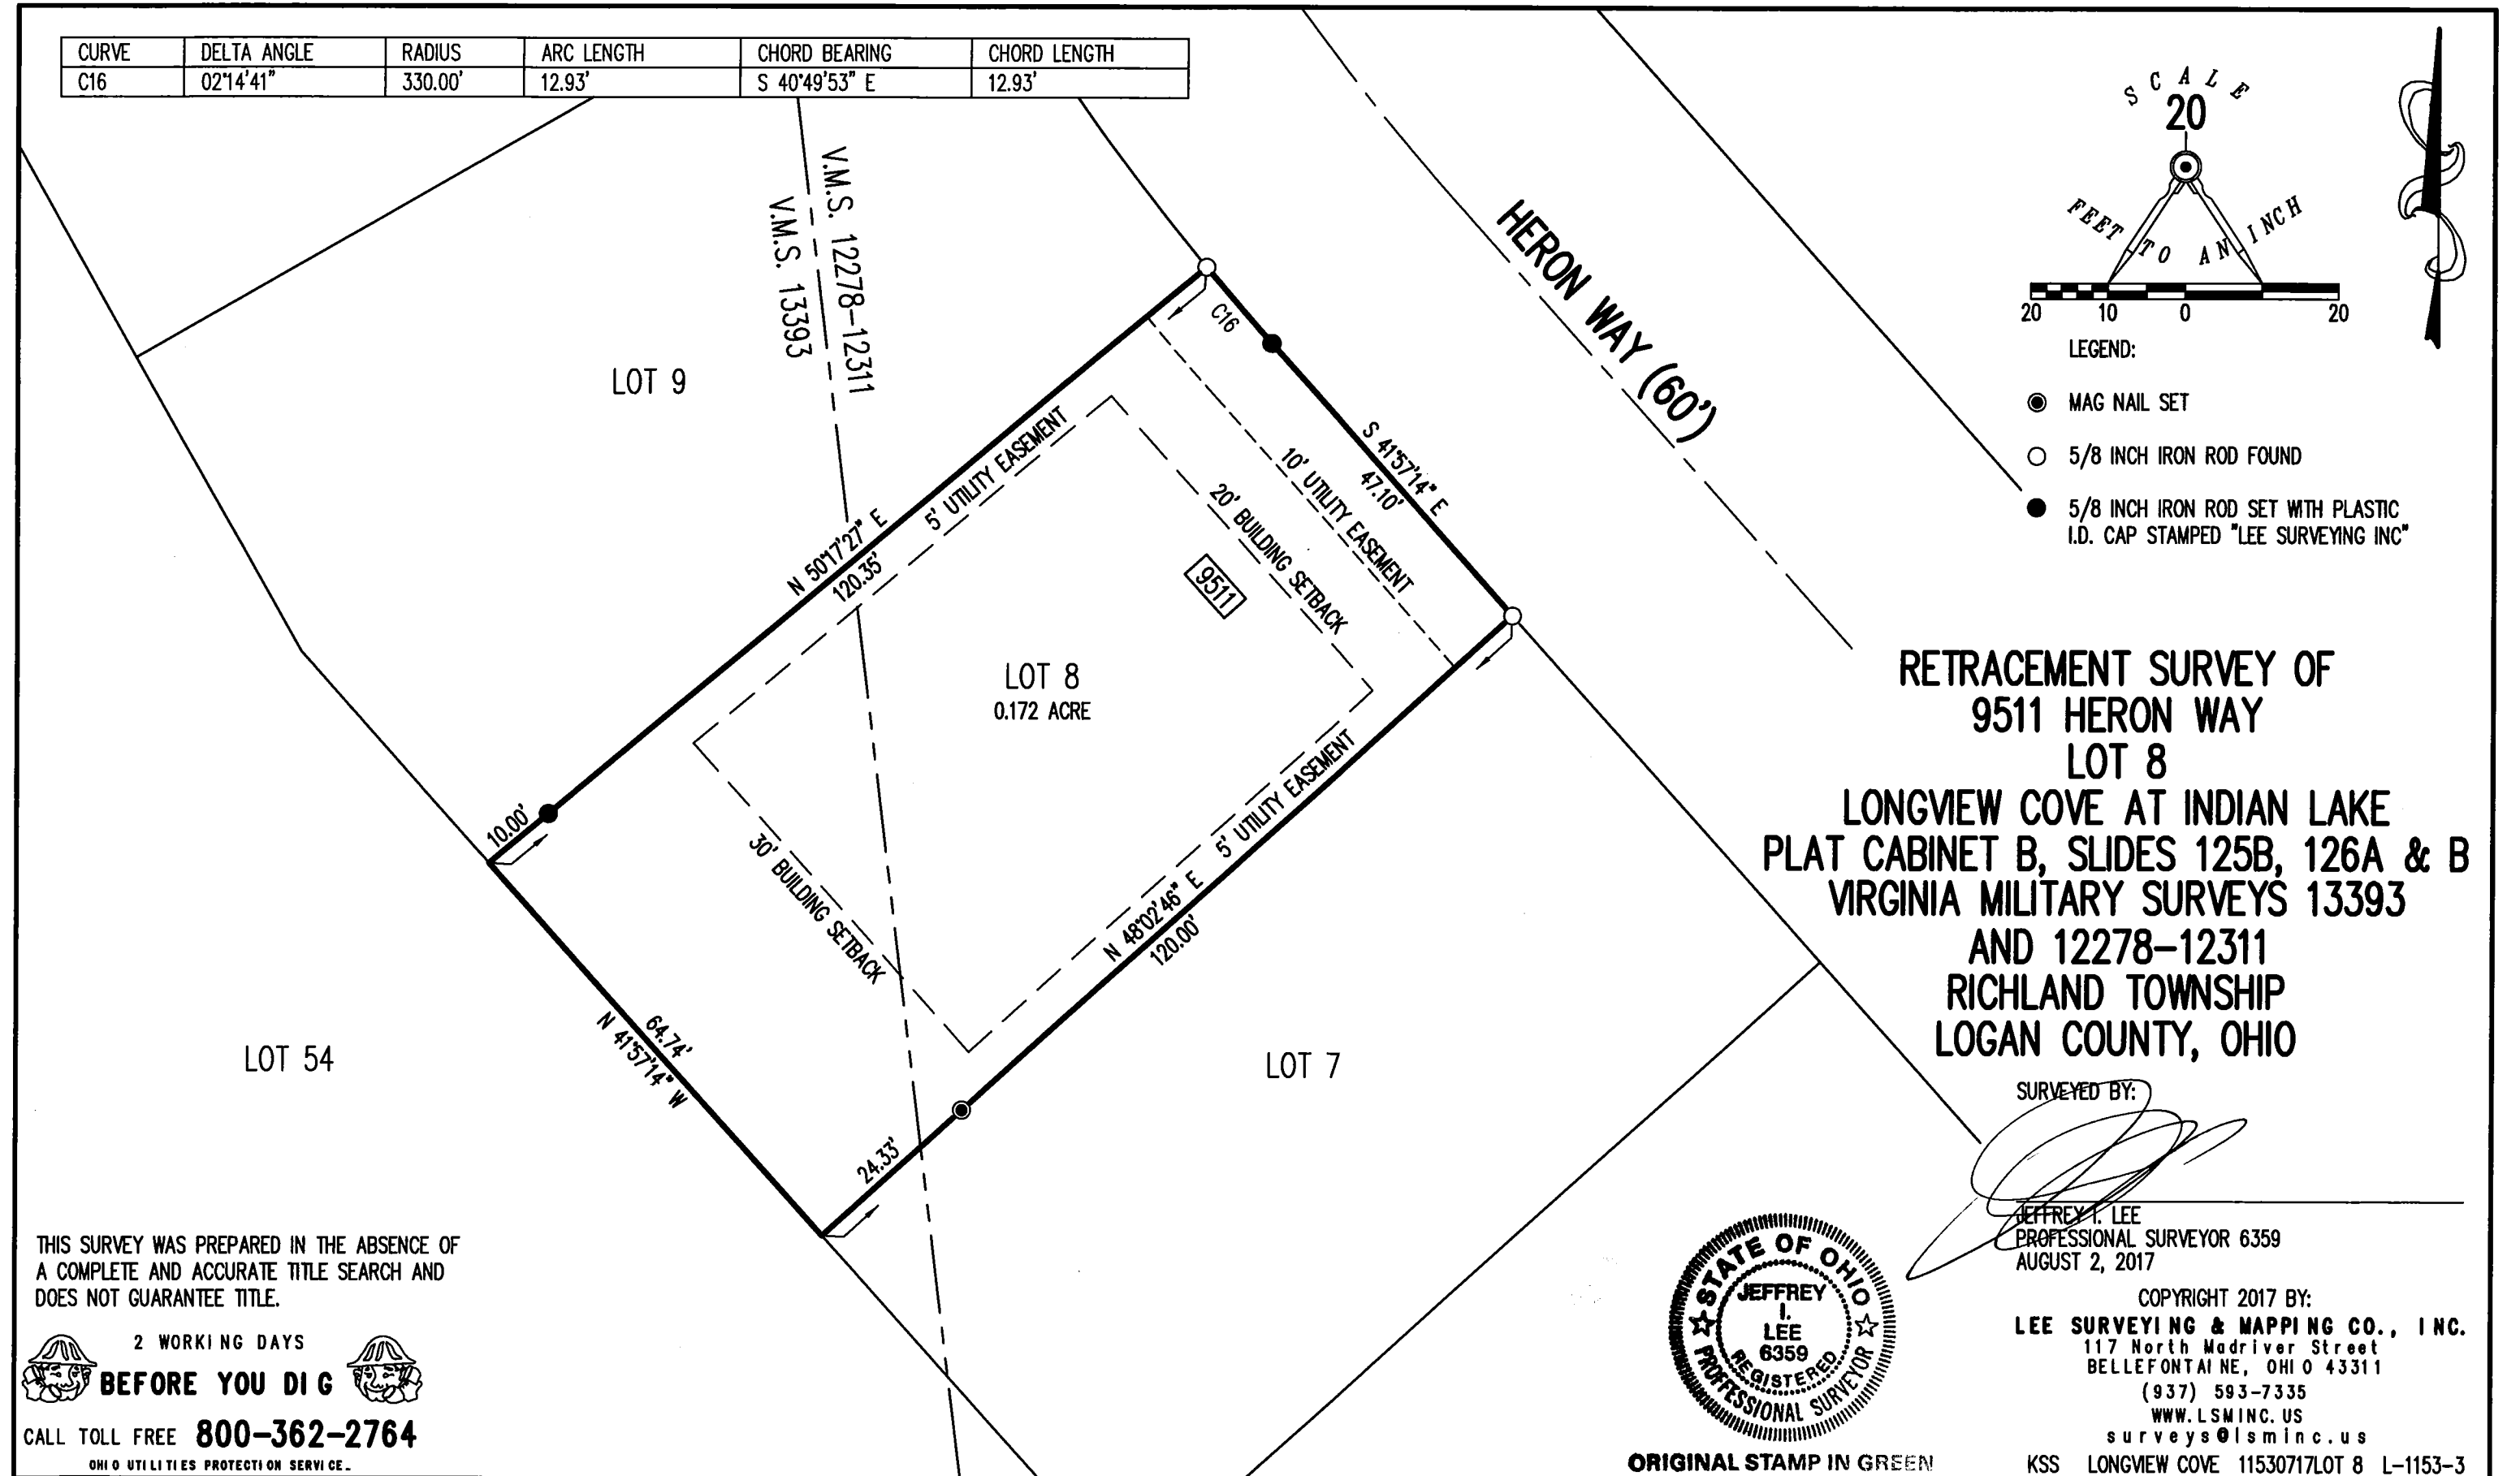 CURVE DELTA ANGLE RADIUS ARC LENGTH CHORD BEARING CHORD LENGTH
C16 02°14'41" 330.00' 12.93' S 40°49'53" E 12.93'
SCALE
20
FEET TO AN INCH
20 10 0 20
LEGEND:
MAG NAIL SET
5/8 INCH IRON ROD FOUND
5/8 INCH IRON ROD SET WITH PLASTIC
I.D. CAP STAMPED "LEE SURVEYING INC"
V.M.S. 12278-12311
V.M.S. 13393
HERON WAY (60')
LOT 9
C16
S 41°57'14" E
47.10'
N 50°17'27" E
120.35'
5' UTILITY EASEMENT
10' UTILITY EASEMENT
20' BUILDING SETBACK
9511
LOT 8
0.172 ACRE
10.00'
30' BUILDING SETBACK
5' UTILITY EASEMENT
N 48°02'46" E
120.00'
64.74'
N 41°57'14" W
24.33'
LOT 54
LOT 7
RETRACEMENT SURVEY OF
9511 HERON WAY
LOT 8
LONGVIEW COVE AT INDIAN LAKE
PLAT CABINET B, SLIDES 125B, 126A & B
VIRGINIA MILITARY SURVEYS 13393
AND 12278-12311
RICHLAND TOWNSHIP
LOGAN COUNTY, OHIO
SURVEYED BY:
JEFFREY I. LEE
PROFESSIONAL SURVEYOR 6359
AUGUST 2, 2017
COPYRIGHT 2017 BY:
LEE SURVEYING & MAPPING CO., INC.
117 North Madriver Street
BELLEFONTAINE, OHIO 43311
(937) 593-7335
WWW.LSMINC.US
surveys@lsminc.us
KSS LONGVIEW COVE 11530717LOT 8 L-1153-3
STATE OF OHIO
JEFFREY
I.
LEE
6359
REGISTERED
PROFESSIONAL SURVEYOR
ORIGINAL STAMP IN GREEN
THIS SURVEY WAS PREPARED IN THE ABSENCE OF
A COMPLETE AND ACCURATE TITLE SEARCH AND
DOES NOT GUARANTEE TITLE.
2 WORKING DAYS
BEFORE YOU DIG
CALL TOLL FREE 800-362-2764
OHIO UTILITIES PROTECTION SERVICE.